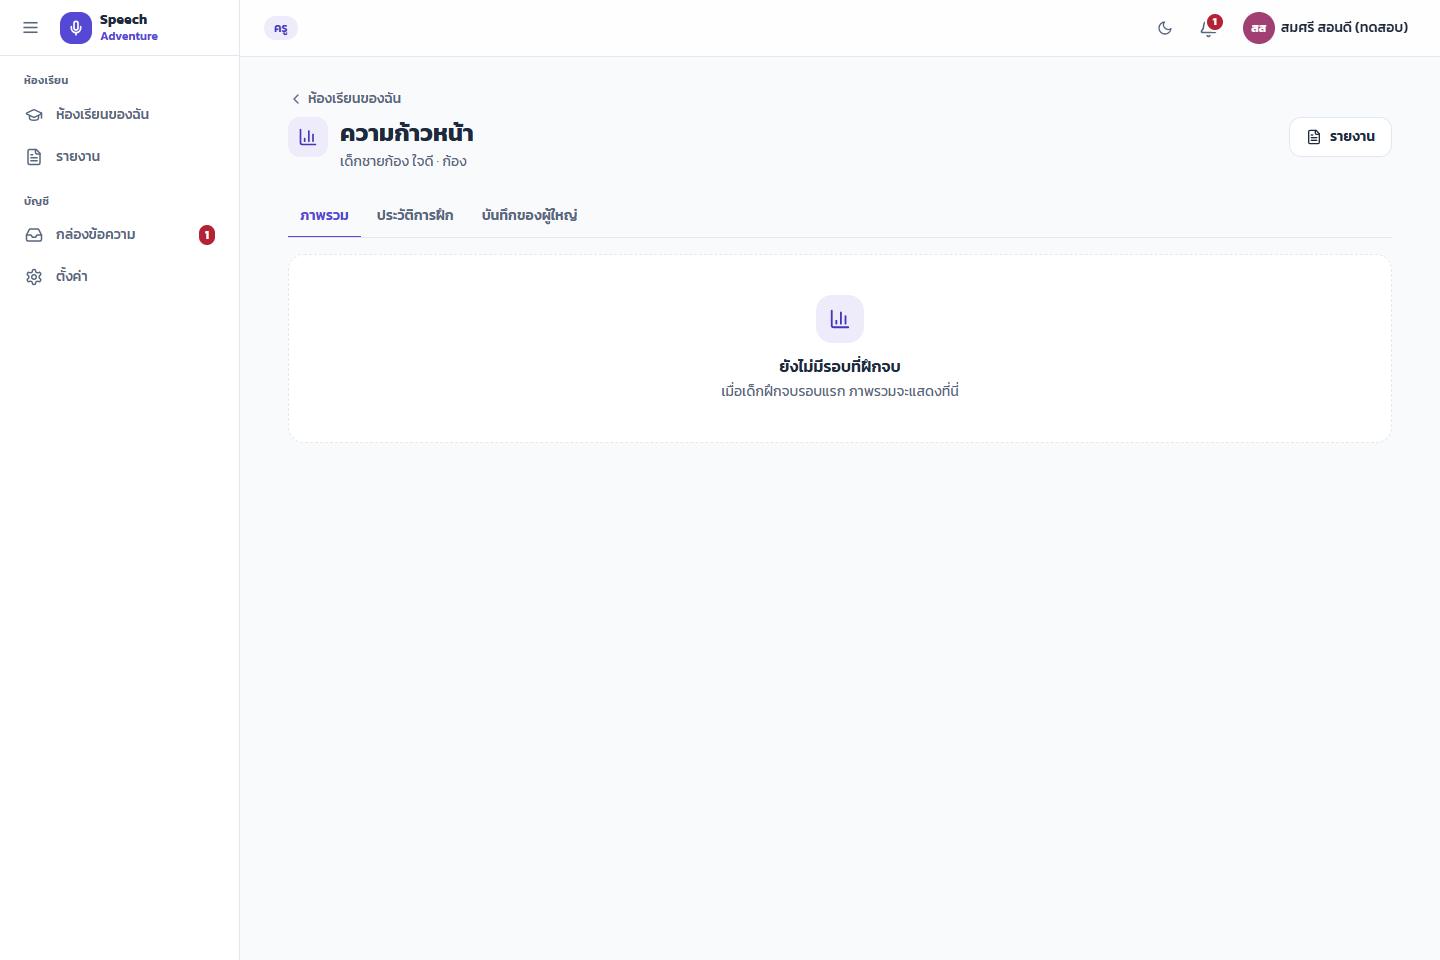 Speech
Adventure
ครู
1
สส
สมศรี สอนดี (ทดสอบ)
ห้องเรียน
ห้องเรียนของฉัน
รายงาน
บัญชี
กล่องข้อความ
1
ตั้งค่า
ห้องเรียนของฉัน
ความก้าวหน้า
เด็กชายก้อง ใจดี · ก้อง
รายงาน
ภาพรวม
ประวัติการฝึก
บันทึกของผู้ใหญ่
ยังไม่มีรอบที่ฝึกจบ
เมื่อเด็กฝึกจบรอบแรก ภาพรวมจะแสดงที่นี่